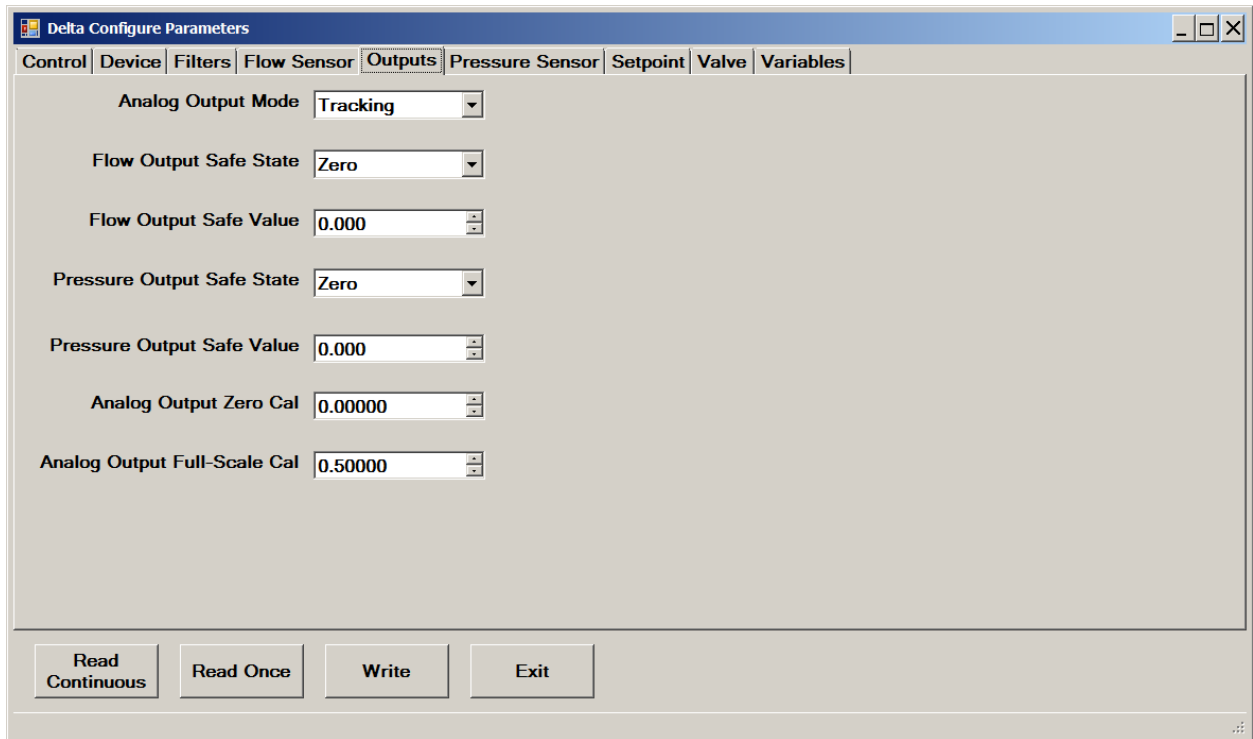 Delta Configure Parameters
Control Device Filters Flow Sensor Outputs Pressure Sensor Setpoint Valve Variables
Analog Output Mode Tracking
Flow Output Safe State Zero
Flow Output Safe Value 0.000
Pressure Output Safe State Zero
Pressure Output Safe Value 0.000
Analog Output Zero Cal 0.00000
Analog Output Full-Scale Cal 0.50000
Read
Continuous
Read Once
Write
Exit